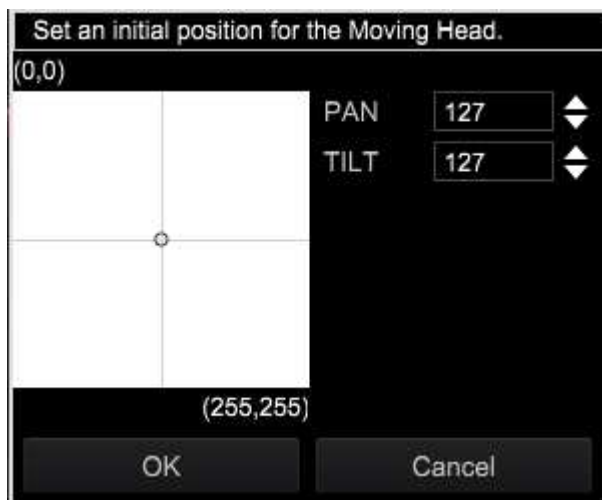 Set an initial position for the Moving Head.
(0,0)
PAN 127
TILT 127
(255,255)
OK Cancel